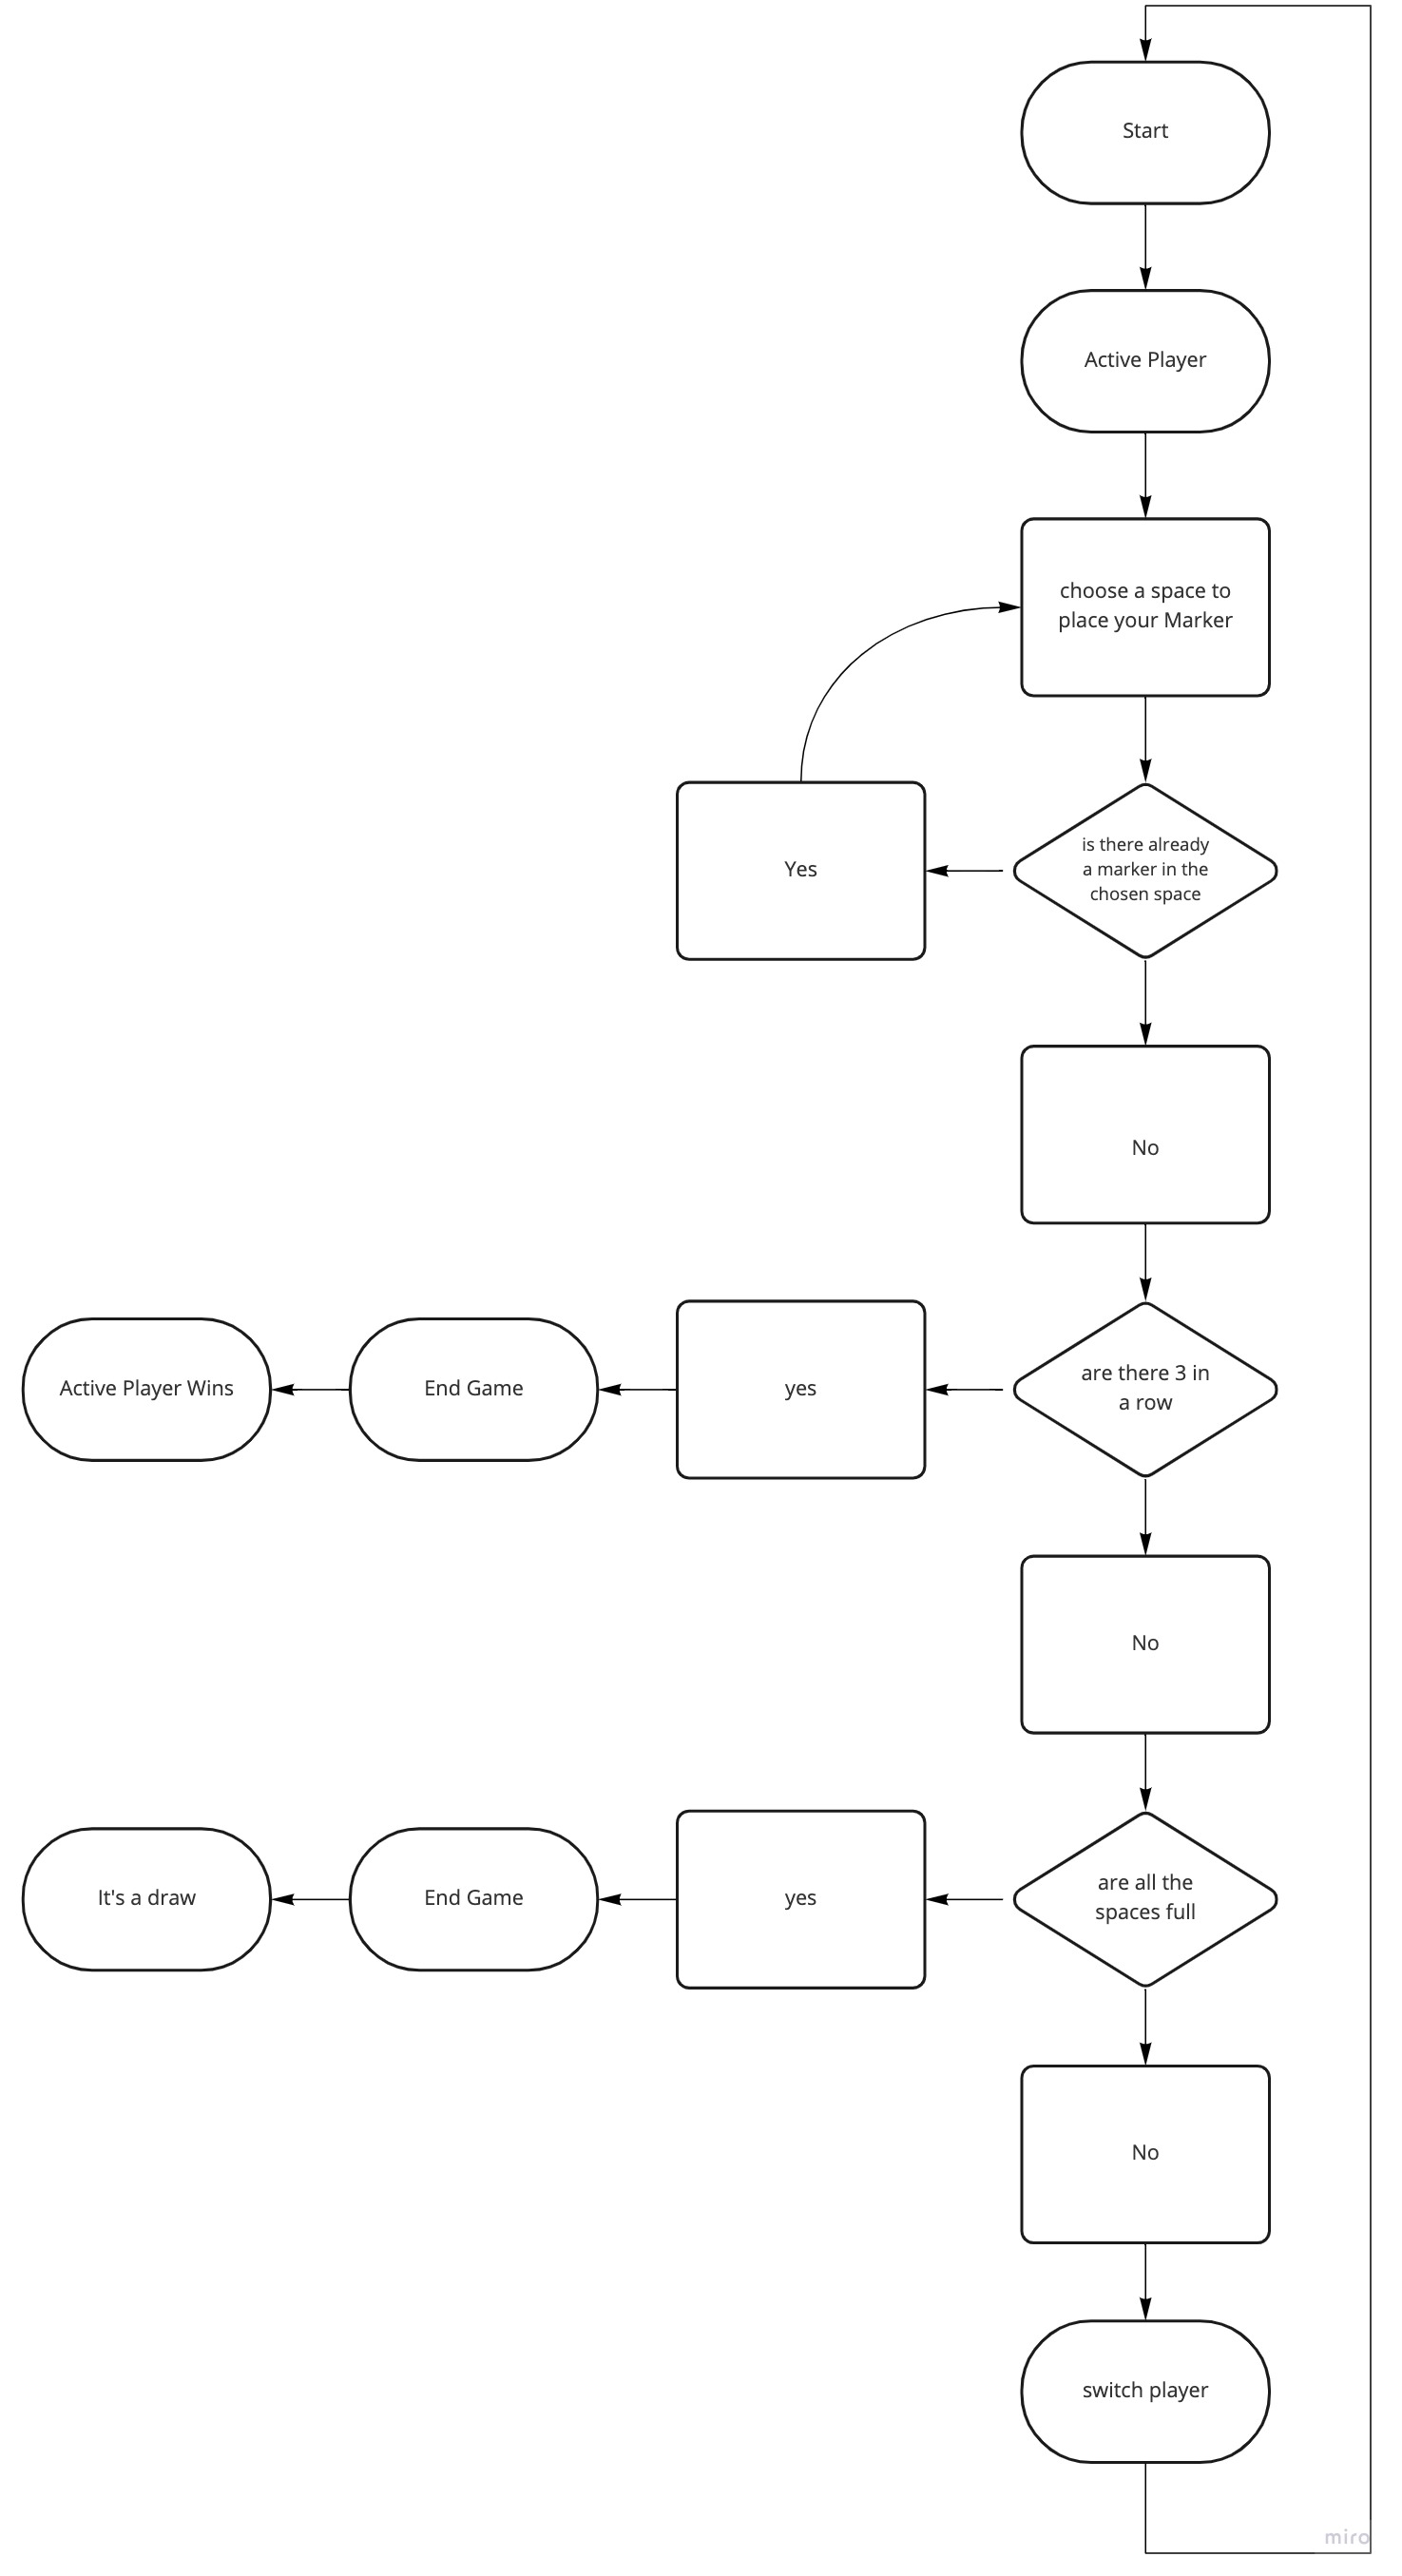 Start
Active Player
choose a space to
place your Marker
is there already
a marker in the
chosen space
Yes
No
are there 3 in
a row
yes
End Game
Active Player Wins
No
are all the
spaces full
yes
End Game
It's a draw
No
switch player
miro